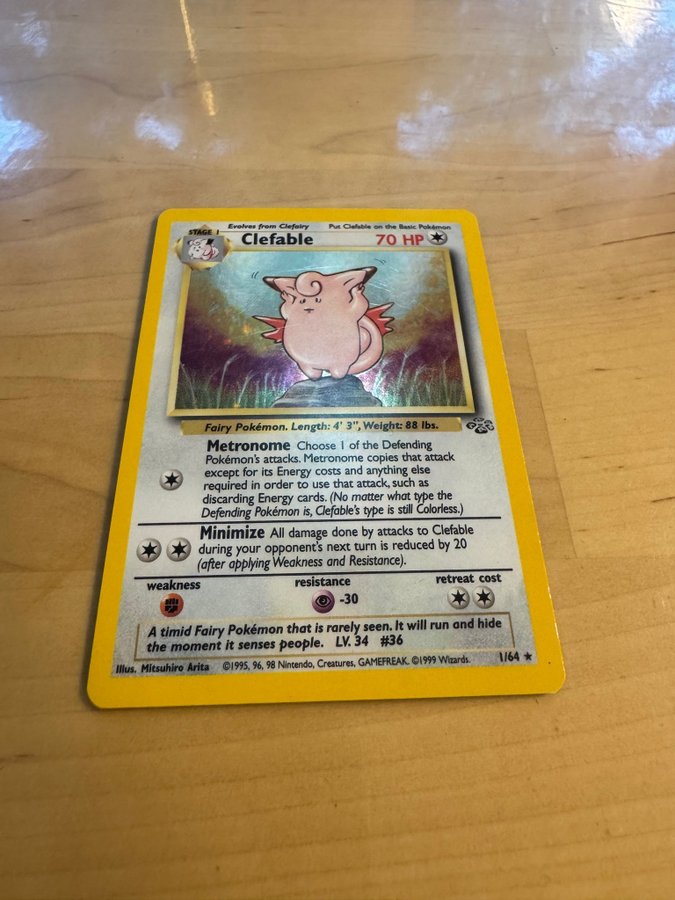 STAGE 1
Evolves from Clefairy Put Clefable on the Basic Pokémon
Clefable 70 HP
Fairy Pokémon. Length: 4' 3", Weight: 88 lbs.
Metronome Choose 1 of the Defending
Pokémon's attacks. Metronome copies that attack
except for its Energy costs and anything else
required in order to use that attack, such as
discarding Energy cards. (No matter what type the
Defending Pokémon is, Clefable's type is still Colorless.)
Minimize All damage done by attacks to Clefable
during your opponent's next turn is reduced by 20
(after applying Weakness and Resistance).
weakness resistance retreat cost
-30
A timid Fairy Pokémon that is rarely seen. It will run and hide
the moment it senses people. LV. 34 #36
Illus. Mitsuhiro Arita ©1995, 96, 98 Nintendo, Creatures, GAMEFREAK. ©1999 Wizards. 1/64 ★